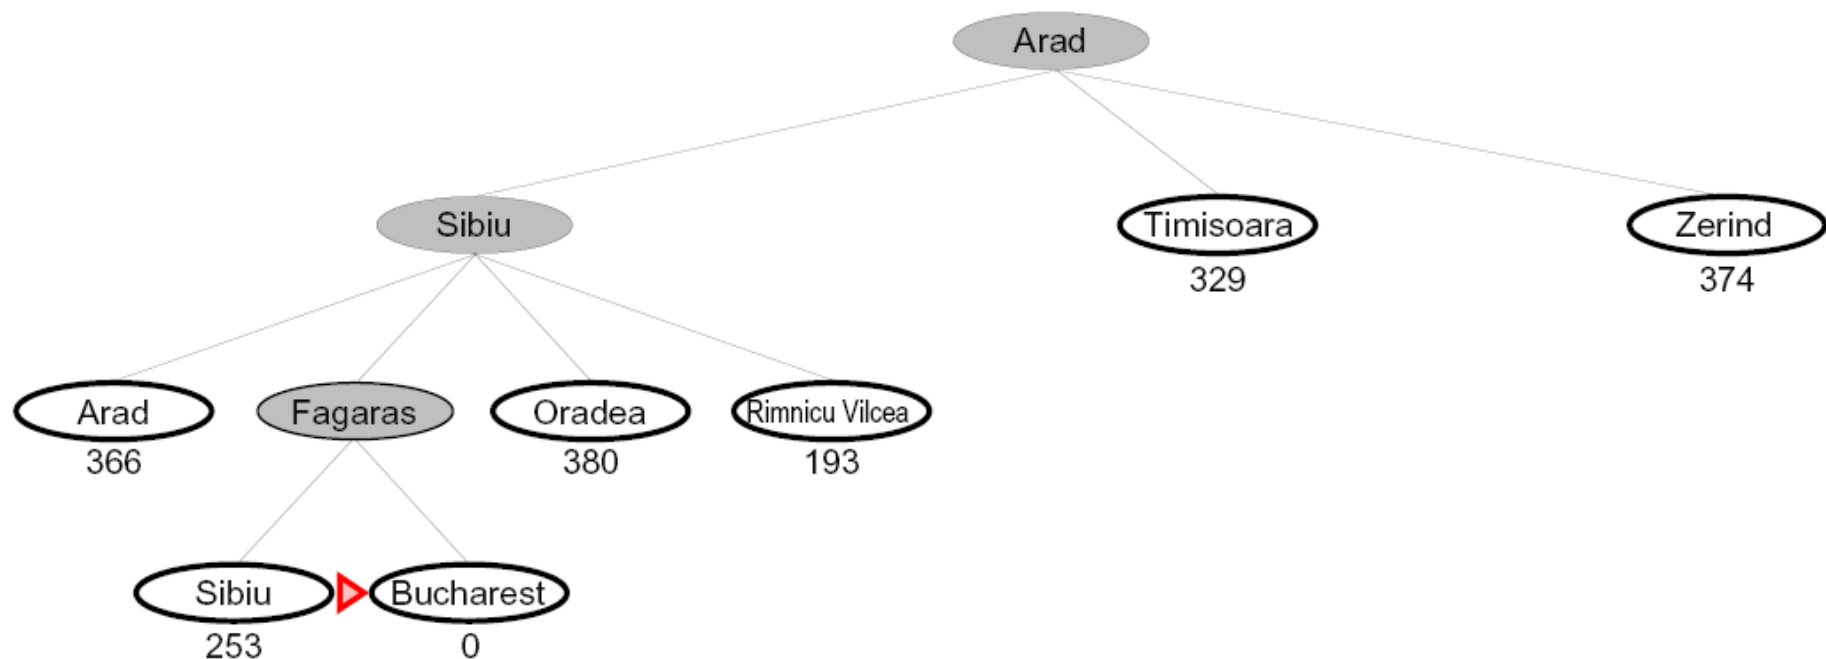 Arad
Sibiu Timisoara Zerind
329 374
Arad Fagaras Oradea Rimnicu Vilcea
366 380 193
Sibiu Bucharest
253 0